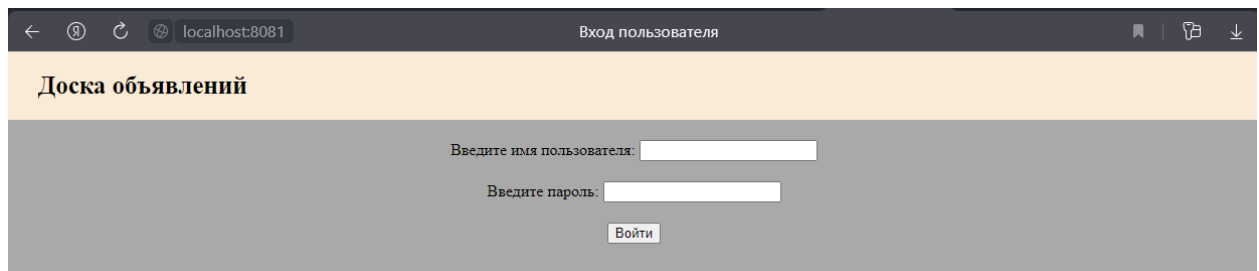 localhost:8081 Вход пользователя
Доска объявлений
Введите имя пользователя:
Введите пароль:
Войти